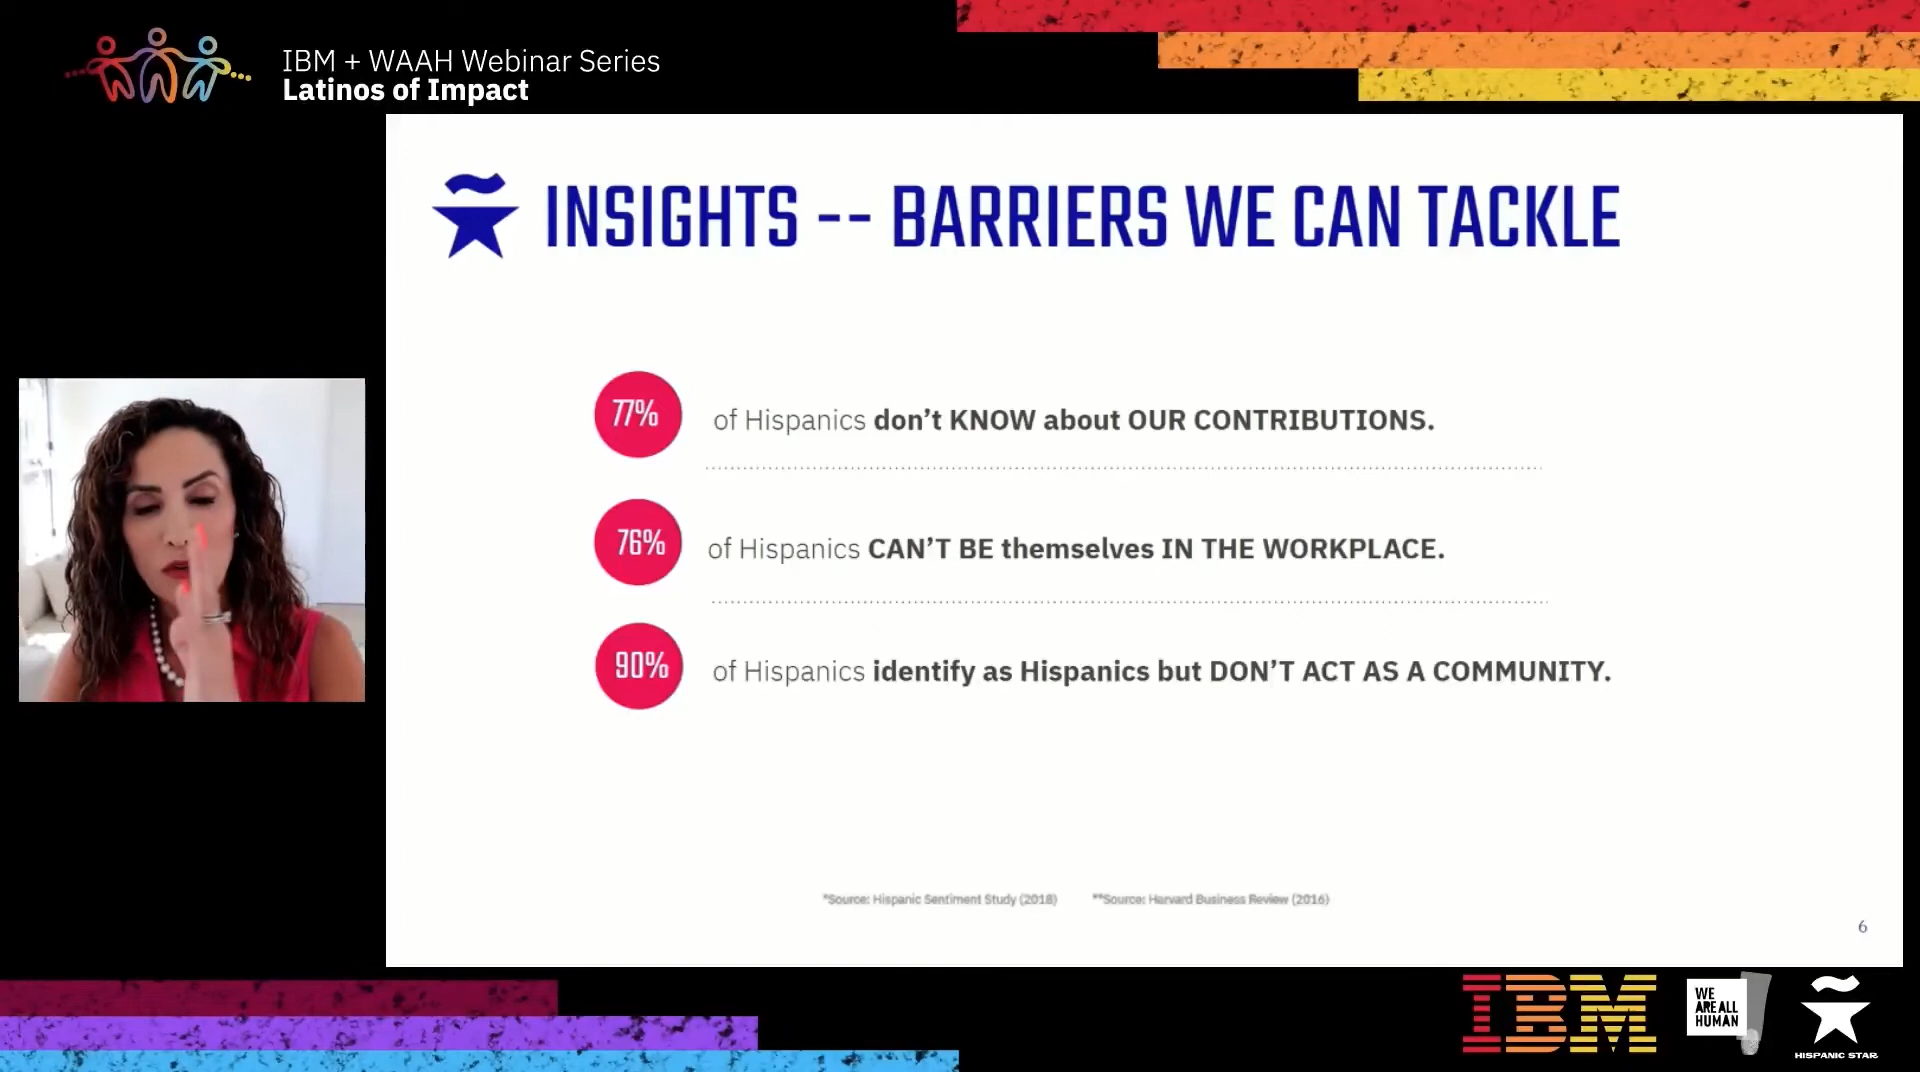 IBM + WAAH Webinar Series
Latinos of Impact
INSIGHTS -- BARRIERS WE CAN TACKLE
77% of Hispanics don't KNOW about OUR CONTRIBUTIONS.
76% of Hispanics CAN'T BE themselves IN THE WORKPLACE.
90% of Hispanics identify as Hispanics but DON'T ACT AS A COMMUNITY.
*Source: Hispanic Sentiment Study (2018) **Source: Harvard Business Review (2016)
6
IBM
WE
ARE ALL
HUMAN
HISPANIC STAR